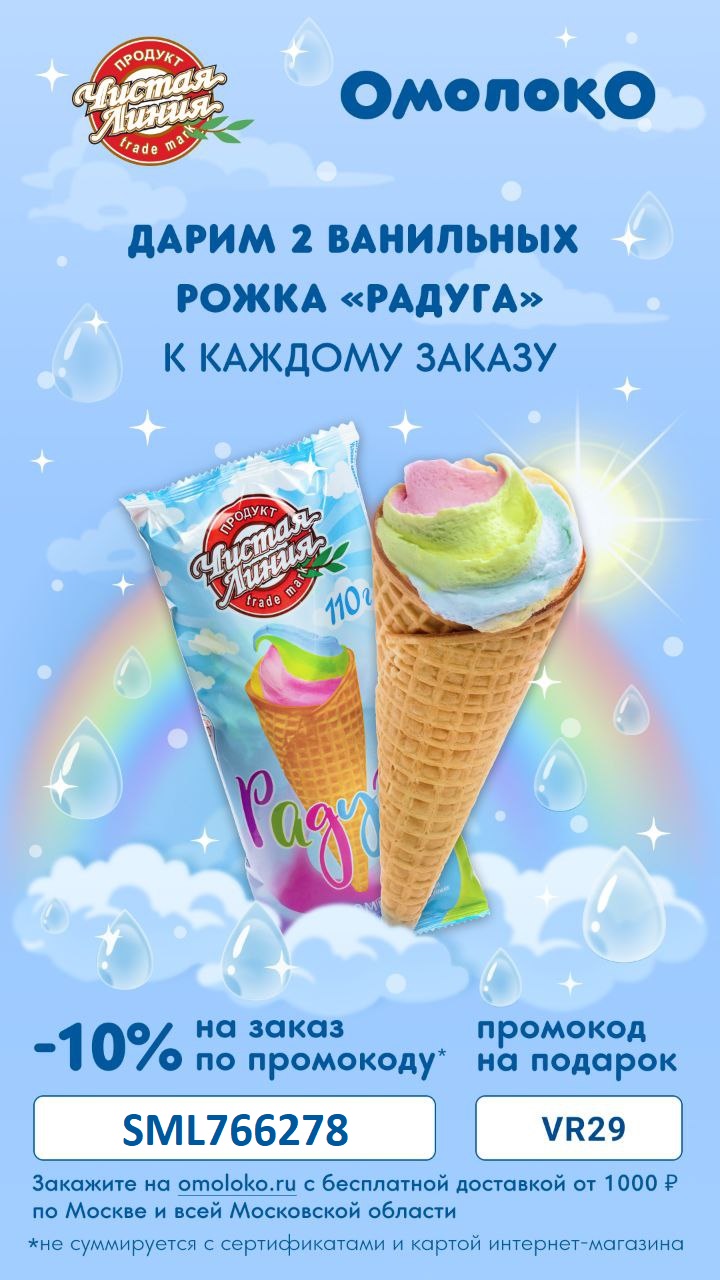 ПРОДУКТ
Чистая
Линия
trade mark
ОМОЛОКО
ДАРИМ 2 ВАНИЛЬНЫХ
РОЖКА «РАДУГА»
К КАЖДОМУ ЗАКАЗУ
ПРОДУКТ
Чистая
Линия
trade mark
110г
Раду
-10% на заказ
по промокоду*
промокод
на подарок
SML766278
VR29
Закажите на omoloko.ru с бесплатной доставкой от 1000 ₽
по Москве и всей Московской области
*не суммируется с сертификатами и картой интернет-магазина